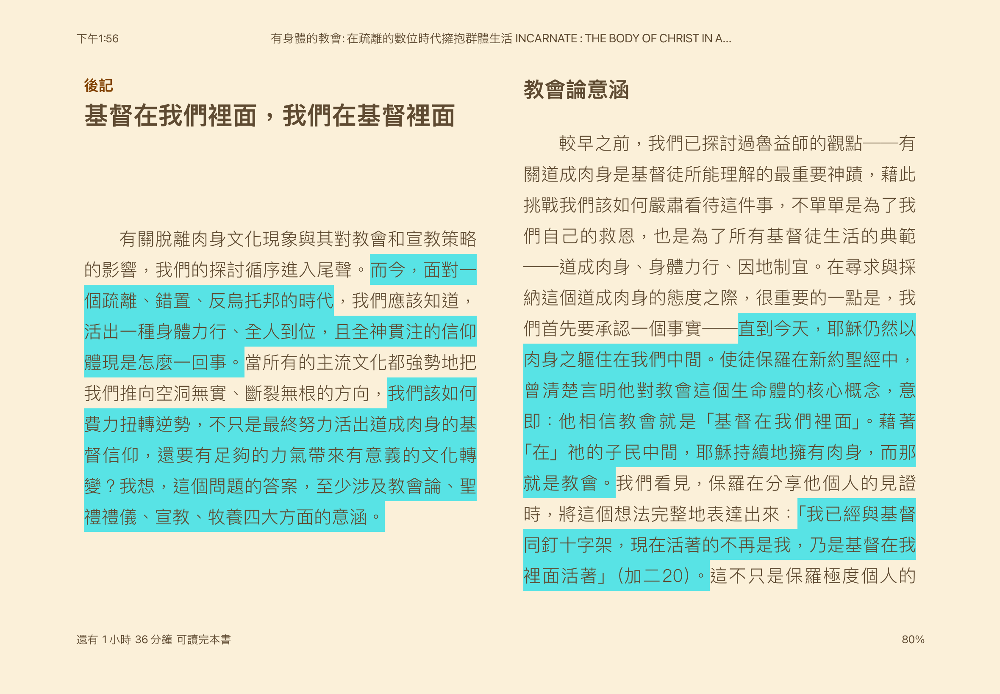 下午1:56
有身體的教會: 在疏離的數位時代擁抱群體生活 INCARNATE : THE BODY OF CHRIST IN A...
後記
基督在我們裡面，我們在基督裡面
有關脫離肉身文化現象與其對教會和宣教策略
的影響，我們的探討循序進入尾聲。而今，面對一
個疏離、錯置、反烏托邦的時代，我們應該知道，
活出一種身體力行、全人到位，且全神貫注的信仰
體現是怎麼一回事。當所有的主流文化都強勢地把
我們推向空洞無實、斷裂無根的方向，我們該如何
費力扭轉逆勢，不只是最終努力活出道成肉身的基
督信仰，還要有足夠的力氣帶來有意義的文化轉
變？我想，這個問題的答案，至少涉及教會論、聖
禮禮儀、宣教、牧養四大方面的意涵。
教會論意涵
較早之前，我們已探討過魯益師的觀點——有
關道成肉身是基督徒所能理解的最重要神蹟，藉此
挑戰我們該如何嚴肅看待這件事，不單單是為了我
們自己的救恩，也是為了所有基督徒生活的典範
——道成肉身、身體力行、因地制宜。在尋求與採
納這個道成肉身的態度之際，很重要的一點是，我
們首先要承認一個事實——直到今天，耶穌仍然以
肉身之軀住在我們中間。使徒保羅在新約聖經中，
曾清楚言明他對教會這個生命體的核心概念，意
即：他相信教會就是「基督在我們裡面」。藉著
「在」祂的子民中間，耶穌持續地擁有肉身，而那
就是教會。我們看見，保羅在分享他個人的見證
時，將這個想法完整地表達出來：「我已經與基督
同釘十字架，現在活著的不再是我，乃是基督在我
裡面活著」（加二20）。這不只是保羅極度個人的
還有 1 小時 36 分鐘 可讀完本書
80%